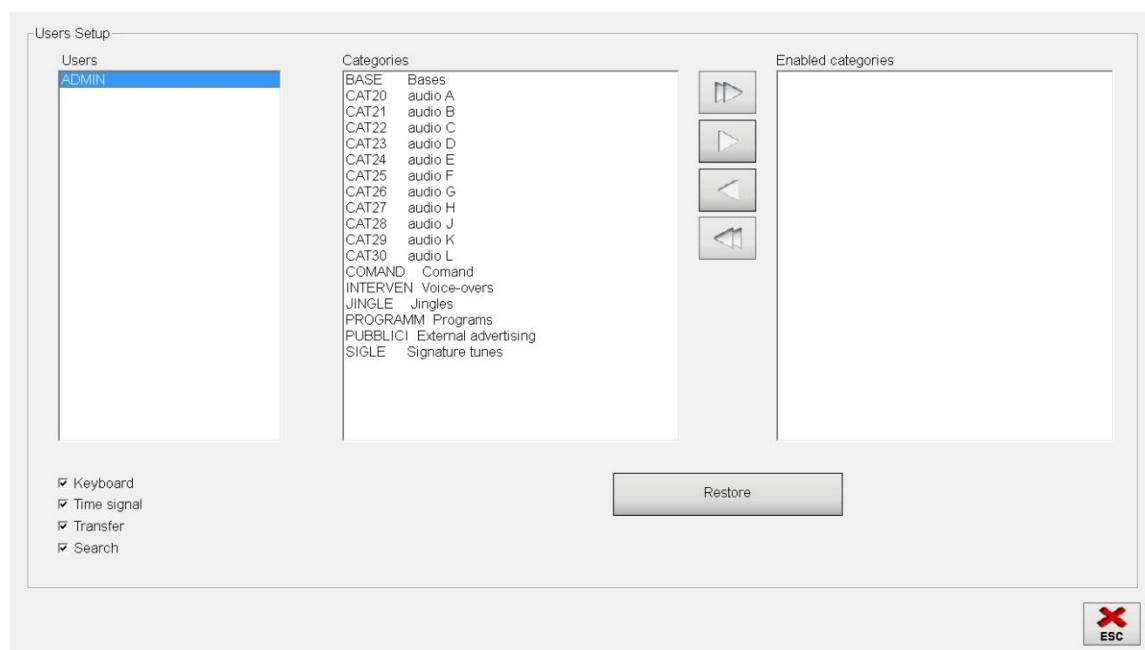 Users Setup
Users
ADMIN
Categories
BASE Bases
CAT20 audio A
CAT21 audio B
CAT22 audio C
CAT23 audio D
CAT24 audio E
CAT25 audio F
CAT26 audio G
CAT27 audio H
CAT28 audio J
CAT29 audio K
CAT30 audio L
COMAND Comand
INTERVEN Voice-overs
JINGLE Jingles
PROGRAMM Programs
PUBBLICI External advertising
SIGLE Signature tunes
Enabled categories
Keyboard
Time signal
Transfer
Search
Restore
ESC